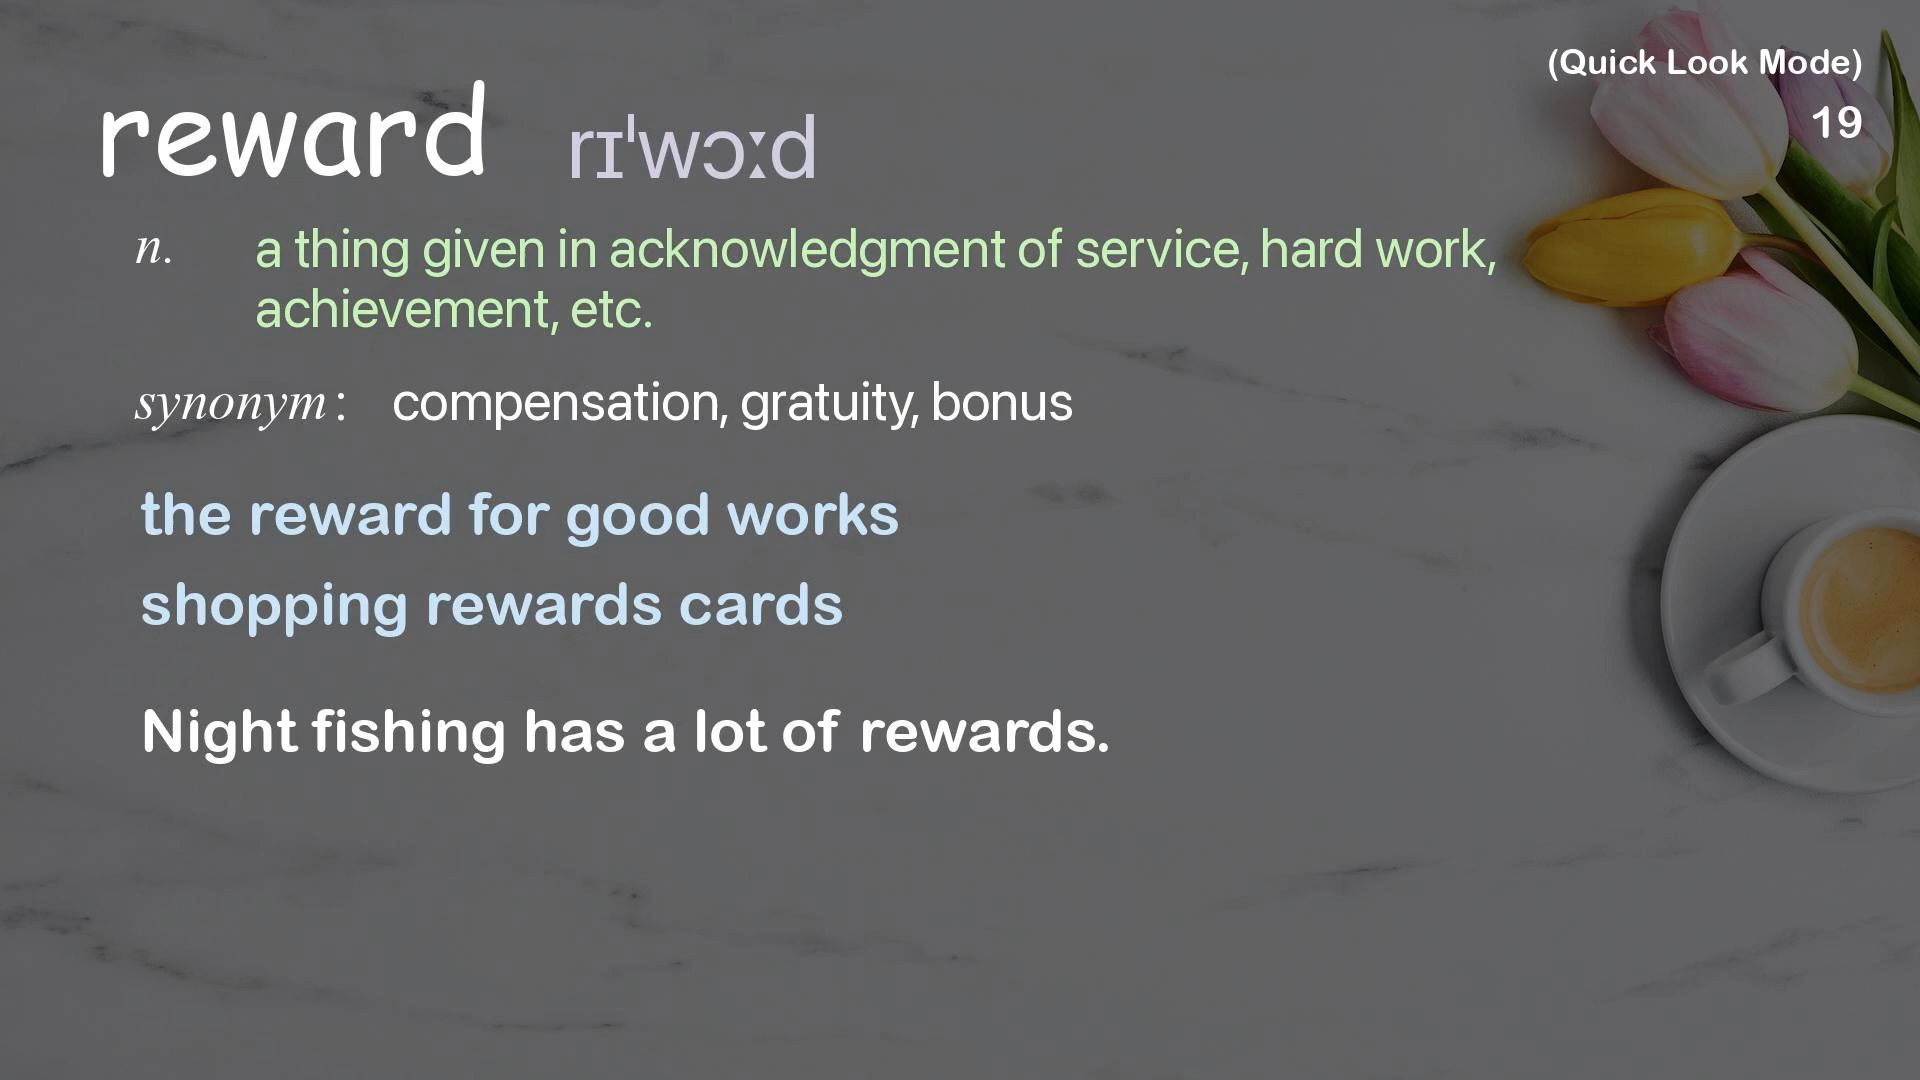 (Quick Look Mode)
19
reward rɪˈwɔːd
n. a thing given in acknowledgment of service, hard work,
achievement, etc.
synonym: compensation, gratuity, bonus
the reward for good works
shopping rewards cards
Night fishing has a lot of rewards.